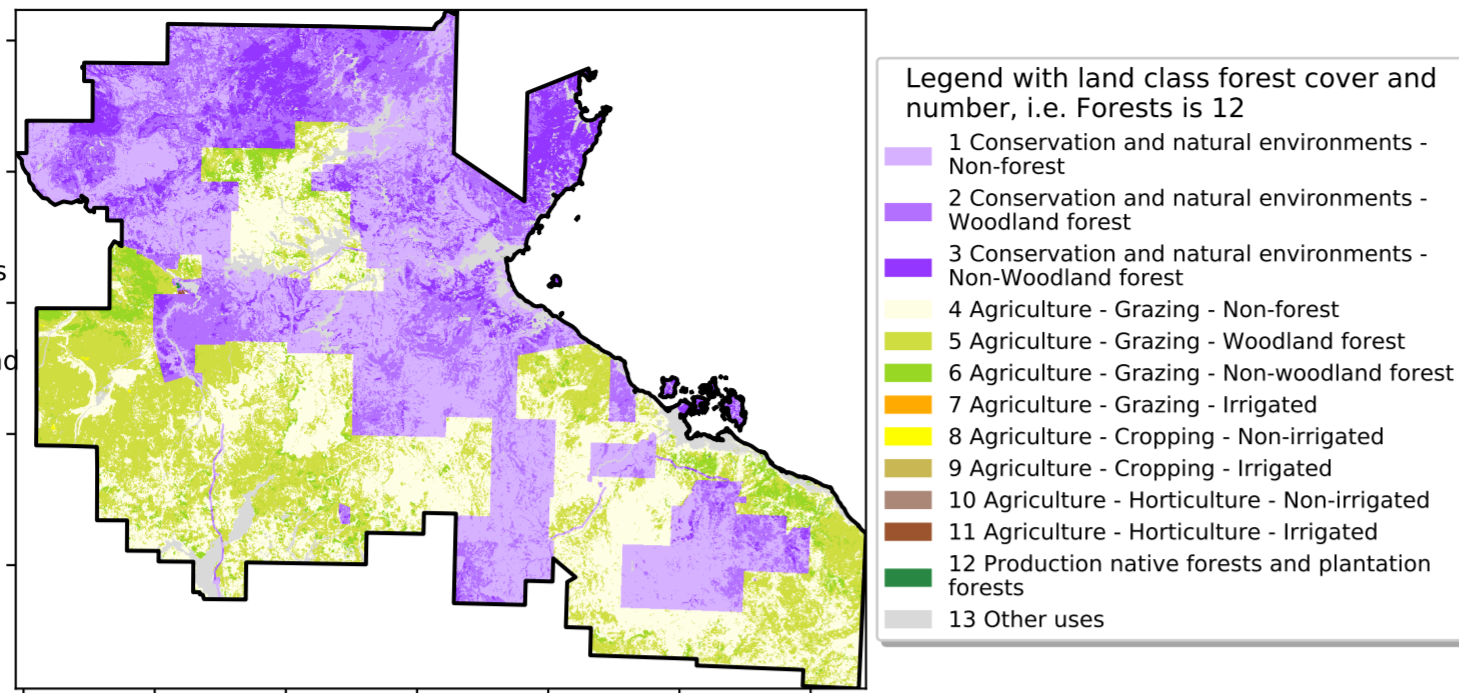 s
nd
Legend with land class forest cover and
number, i.e. Forests is 12
1 Conservation and natural environments -
Non-forest
2 Conservation and natural environments -
Woodland forest
3 Conservation and natural environments -
Non-Woodland forest
4 Agriculture - Grazing - Non-forest
5 Agriculture - Grazing - Woodland forest
6 Agriculture - Grazing - Non-woodland forest
7 Agriculture - Grazing - Irrigated
8 Agriculture - Cropping - Non-irrigated
9 Agriculture - Cropping - Irrigated
10 Agriculture - Horticulture - Non-irrigated
11 Agriculture - Horticulture - Irrigated
12 Production native forests and plantation
forests
13 Other uses